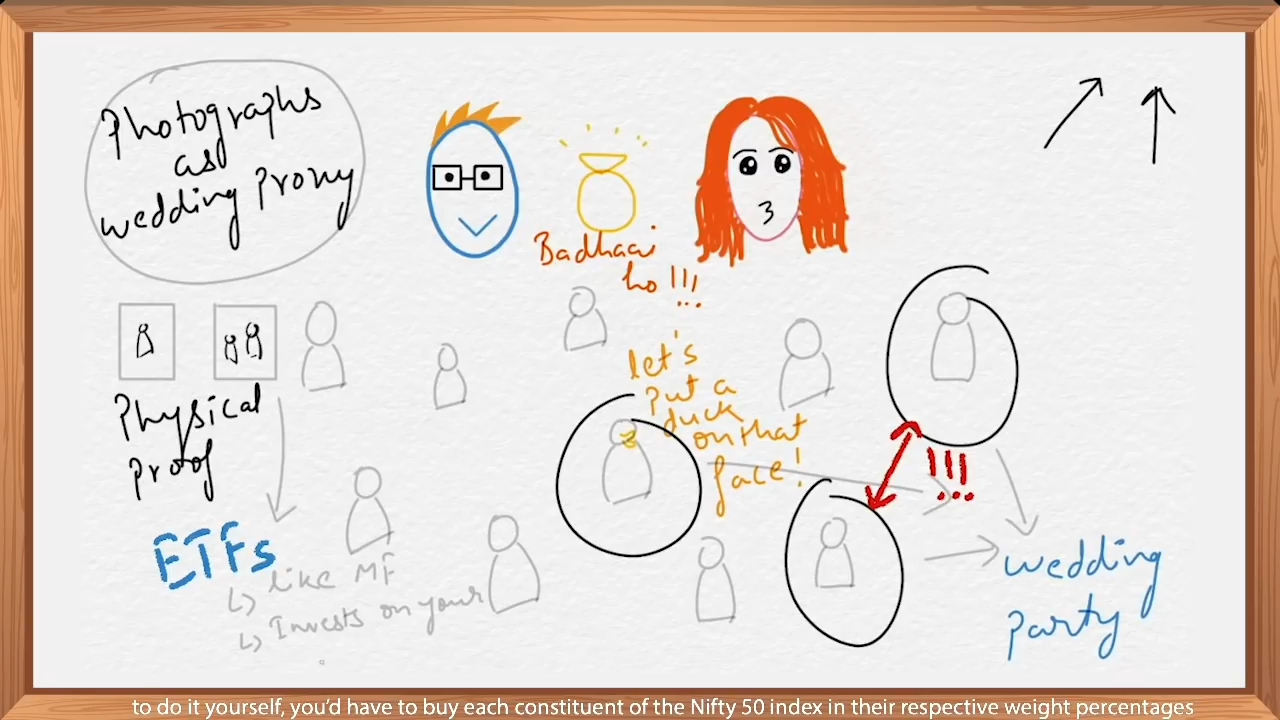 Photographs
as
wedding Proxy
Badhaai
ho !!!
let's
put a
duck
on that
face!
Physical
Proof
!!!
ETFs
↳ like MF
↳ Invests on your
wedding
Party
to do it yourself, you’d have to buy each constituent of the Nifty 50 index in their respective weight percentages